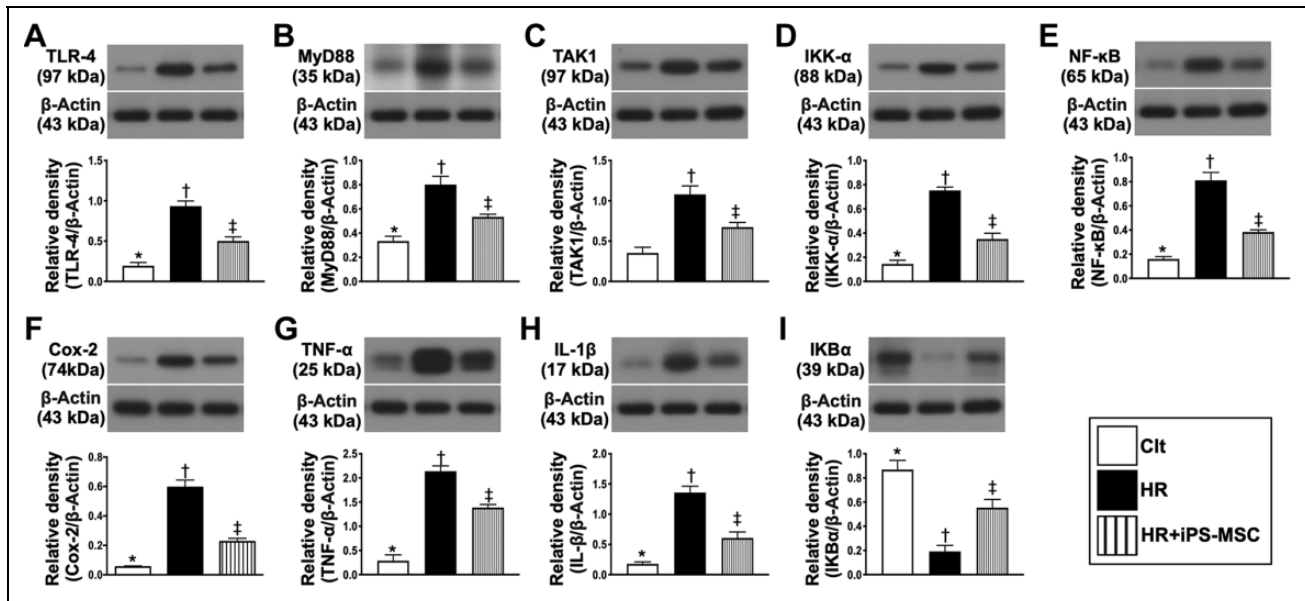 A
TLR-4
(97 kDa)
β-Actin
(43 kDa)
Relative density
(TLR-4/β-Actin)
1.5
1.0
0.5
0.0
*
†
‡
B
MyD88
(35 kDa)
β-Actin
(43 kDa)
Relative density
(MyD88/β-Actin)
1.0
0.8
0.6
0.4
0.2
0.0
*
†
‡
C
TAK1
(97 kDa)
β-Actin
(43 kDa)
Relative density
(TAK1/β-Actin)
1.5
1.0
0.5
0.0
†
‡
D
IKK-α
(88 kDa)
β-Actin
(43 kDa)
Relative density
(IKK-α/β-Actin)
1.0
0.8
0.6
0.4
0.2
0.0
*
†
‡
E
NF-κB
(65 kDa)
β-Actin
(43 kDa)
Relative density
(NF-κB/β-Actin)
1.0
0.8
0.6
0.4
0.2
0.0
*
†
‡
F
Cox-2
(74kDa)
β-Actin
(43 kDa)
Relative density
(Cox-2/β-Actin)
0.8
0.6
0.4
0.2
0.0
*
†
‡
G
TNF-α
(25 kDa)
β-Actin
(43 kDa)
Relative density
(TNF-α/β-Actin)
2.5
2.0
1.5
1.0
0.5
0.0
*
†
‡
H
IL-1β
(17 kDa)
β-Actin
(43 kDa)
Relative density
(IL-β/β-Actin)
2.0
1.5
1.0
0.5
0.0
*
†
‡
I
IKBα
(39 kDa)
β-Actin
(43 kDa)
Relative density
(IKBα/β-Actin)
1.0
0.8
0.6
0.4
0.2
0.0
*
†
‡
Clt
HR
HR+iPS-MSC